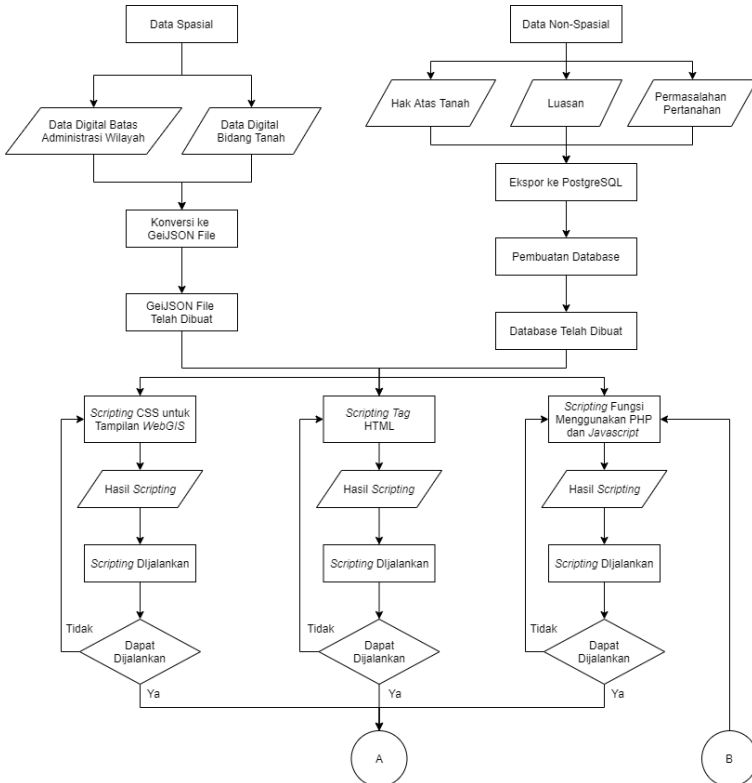 Data Spasial
Data Non-Spasial
Data Digital Batas
Administrasi Wilayah
Data Digital
Bidang Tanah
Hak Atas Tanah
Luasan
Permasalahan
Pertanahan
Ekspor ke PostgreSQL
Konversi ke
GeiJSON File
Pembuatan Database
GeiJSON File
Telah Dibuat
Database Telah Dibuat
Scripting CSS untuk
Tampilan WebGIS
Scripting Tag
HTML
Scripting Fungsi
Menggunakan PHP
dan Javascript
Hasil Scripting
Hasil Scripting
Hasil Scripting
Scripting DIjalankan
Scripting DIjalankan
Scripting DIjalankan
Tidak
Dapat
Dijalankan
Ya
Tidak
Dapat
Dijalankan
Ya
Tidak
Dapat
Dijalankan
Ya
A
B